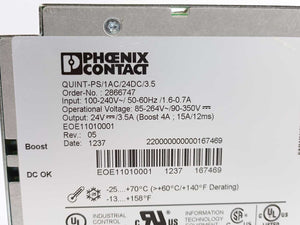 PHOENIX
CONTACT
QUINT-PS/1AC/24DC/3.5
Order-No.: 2866747
Input: 100-240V~/ 50-60Hz /1.6-0.7A
Operational Voltage: 85-264V~/90-350V
Output: 24V /3.5A (Boost 4A ; 15A/12ms)
EOE11010001
Rev.: 05
Boost Date: 1237 22000000000167469
DC OK EOE11010001 1237 167469
-25...+70°C (>+60°C/+140°F Derating)
-13...+158°F
INDUSTRIAL INFORMATION
CONTROL TECHNOLOGY